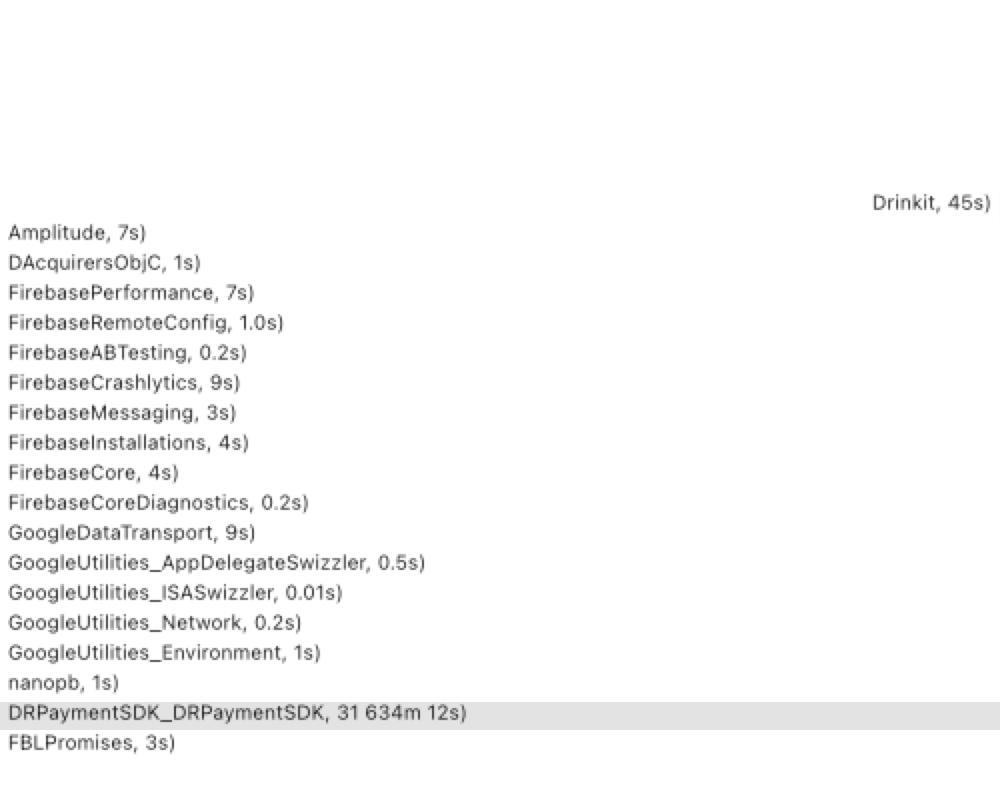 Drinkit, 45s)
Amplitude, 7s)
DAcquirersObjC, 1s)
FirebasePerformance, 7s)
FirebaseRemoteConfig, 1.0s)
FirebaseABTesting, 0.2s)
FirebaseCrashlytics, 9s)
FirebaseMessaging, 3s)
FirebaseInstallations, 4s)
FirebaseCore, 4s)
FirebaseCoreDiagnostics, 0.2s)
GoogleDataTransport, 9s)
GoogleUtilities_AppDelegateSwizzler, 0.5s)
GoogleUtilities_ISASwizzler, 0.01s)
GoogleUtilities_Network, 0.2s)
GoogleUtilities_Environment, 1s)
nanopb, 1s)
DRPaymentSDK_DRPaymentSDK, 31 634m 12s)
FBLPromises, 3s)